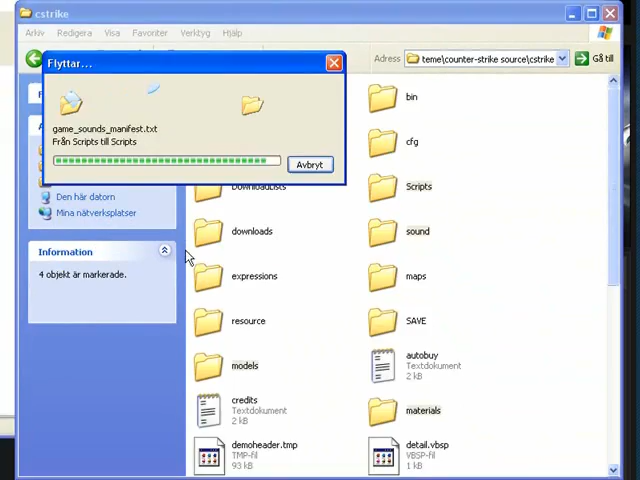 cstrike
Arkiv Redigera Visa Favoriter Verktyg Hjälp
Adress teme\counter-strike source\cstrike Gå till
Flyttar...
game_sounds_manifest.txt
Från Scripts till Scripts
Avbryt
Den här datorn
Mina nätverksplatser
Information
4 objekt är markerade.
bin
cfg
DownloadLists
Scripts
downloads
sound
expressions
maps
resource
SAVE
models
autobuy
Textdokument
2 kB
credits
Textdokument
2 kB
materials
demoheader.tmp
TMP-fil
93 kB
detail.vbsp
VBSP-fil
1 kB